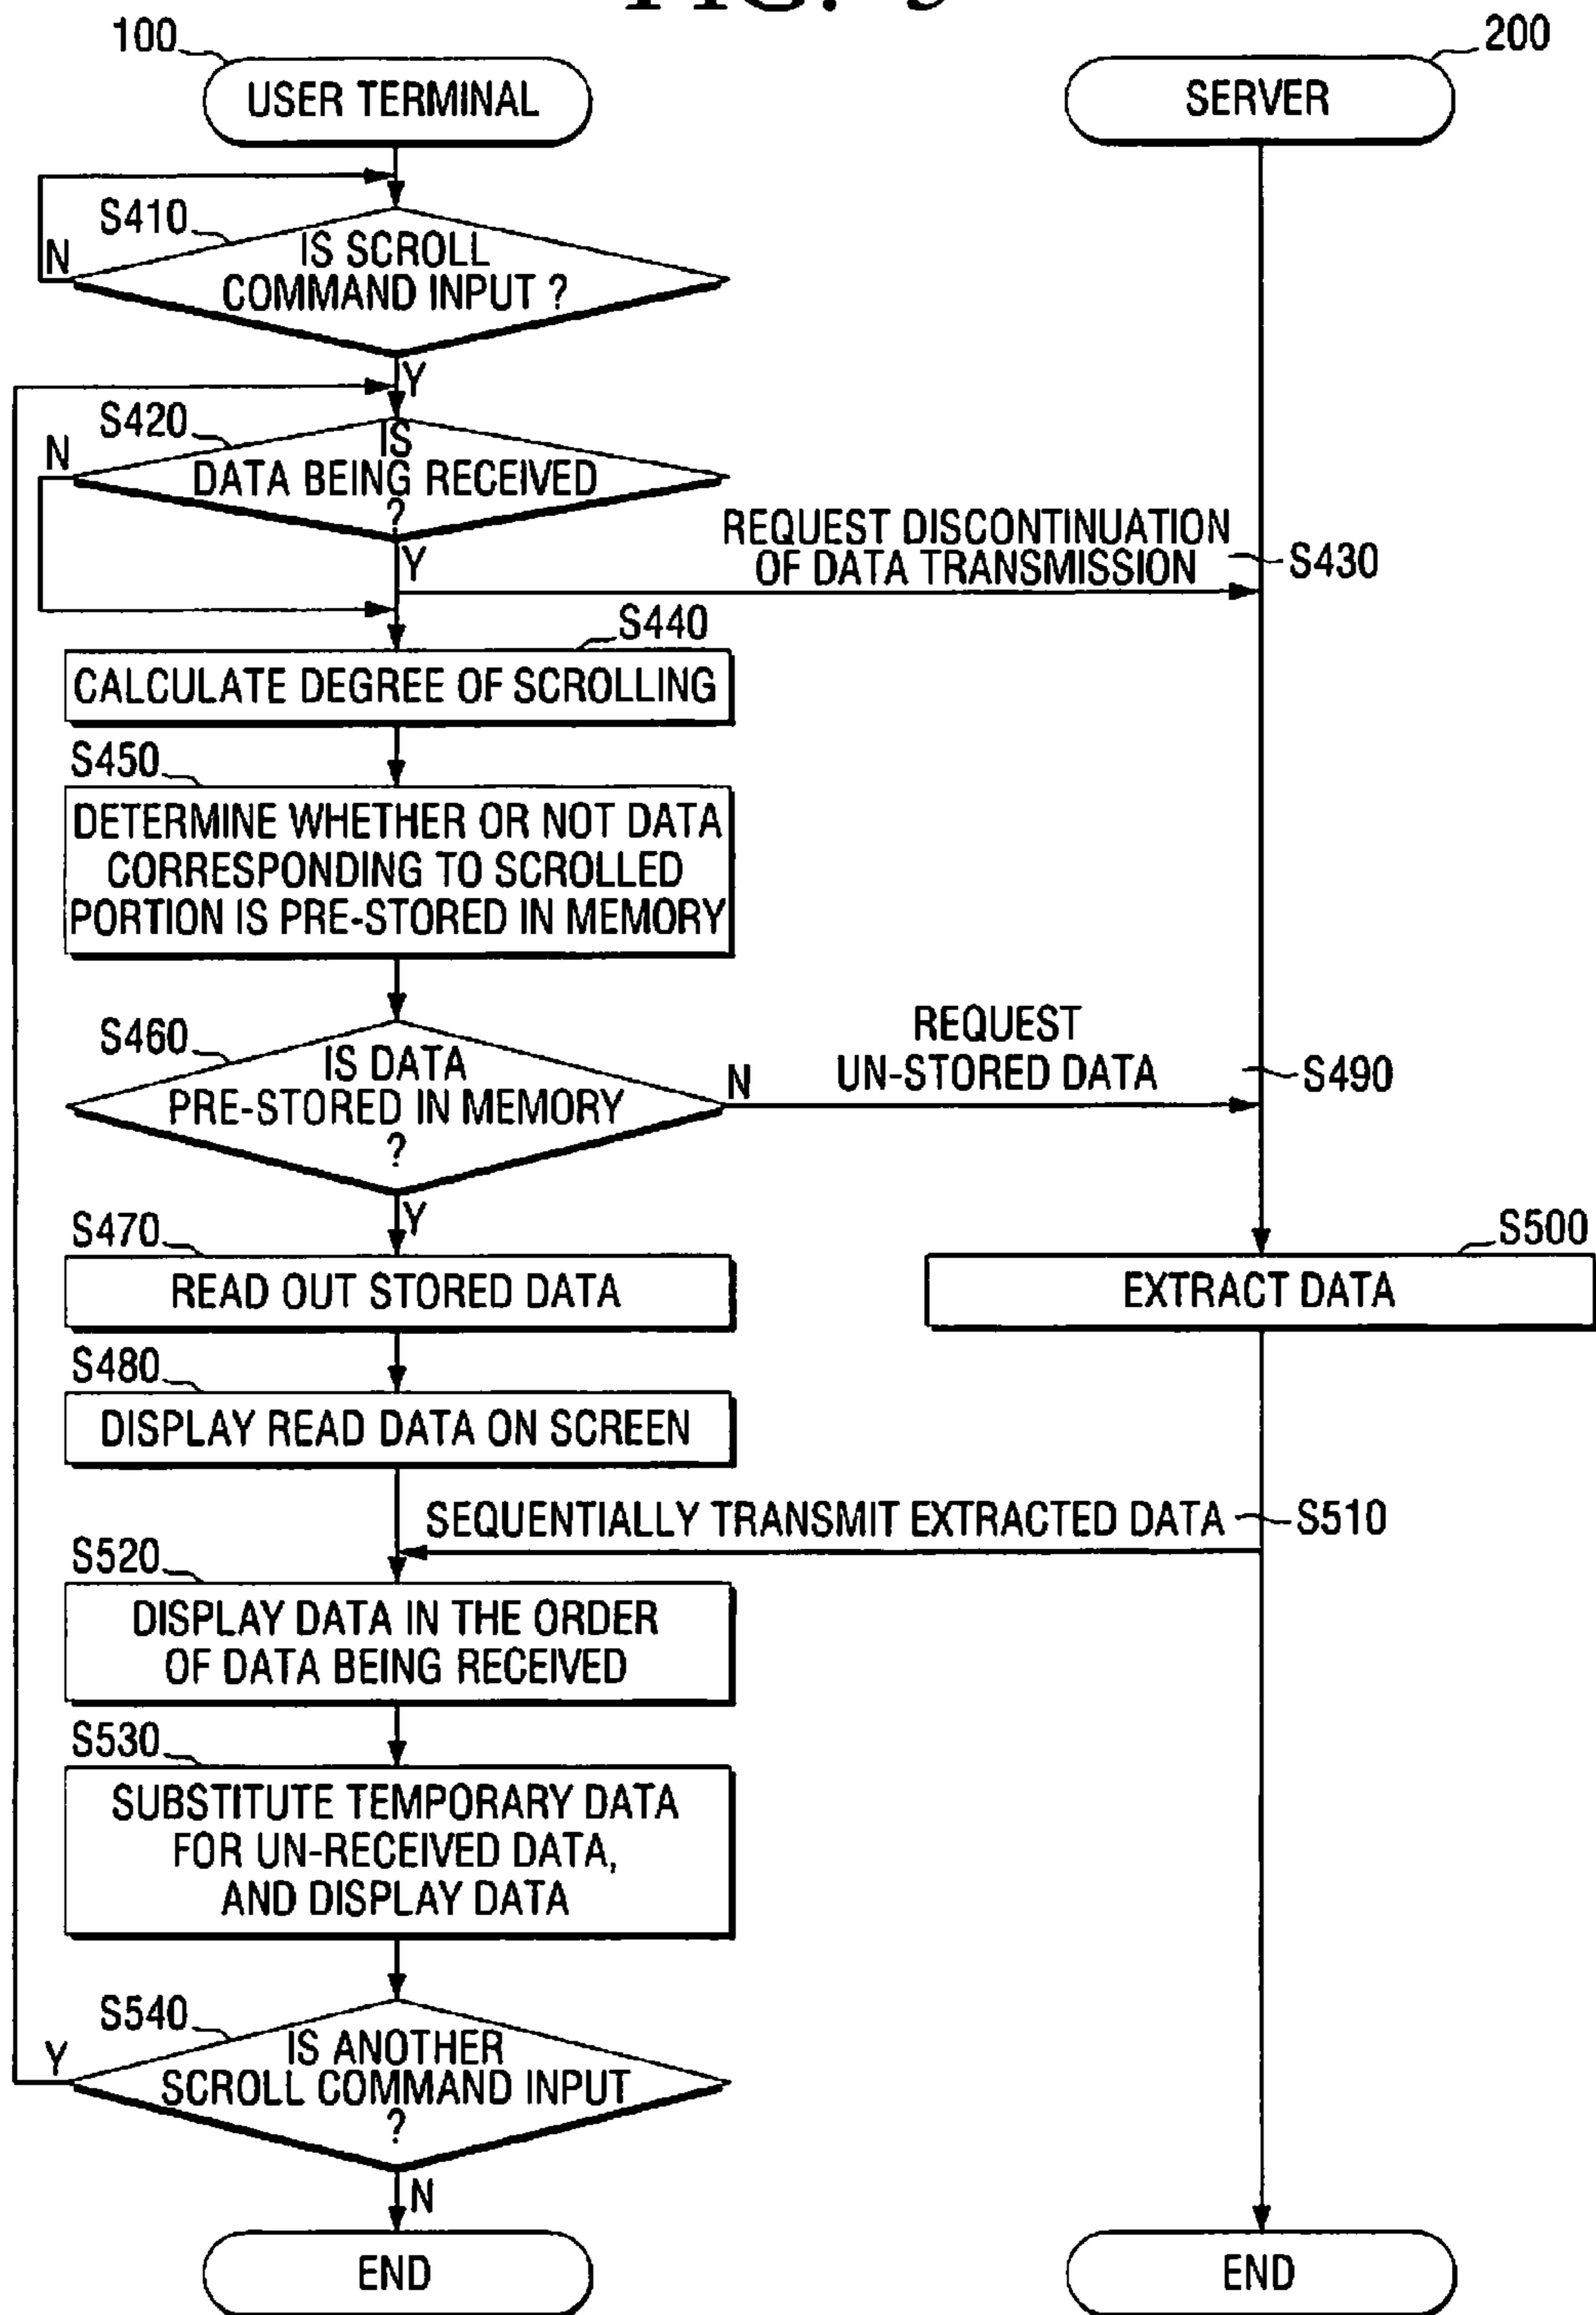 100
200
USER TERMINAL
SERVER
S410
N
IS SCROLL
COMMAND INPUT ?
Y
S420
N
IS
DATA BEING RECEIVED
?
Y
REQUEST DISCONTINUATION
OF DATA TRANSMISSION
S430
S440
CALCULATE DEGREE OF SCROLLING
S450
DETERMINE WHETHER OR NOT DATA
CORRESPONDING TO SCROLLED
PORTION IS PRE-STORED IN MEMORY
S460
IS DATA
PRE-STORED IN MEMORY
?
N
REQUEST
UN-STORED DATA
S490
Y
S470
READ OUT STORED DATA
S500
EXTRACT DATA
S480
DISPLAY READ DATA ON SCREEN
SEQUENTIALLY TRANSMIT EXTRACTED DATA
S510
S520
DISPLAY DATA IN THE ORDER
OF DATA BEING RECEIVED
S530
SUBSTITUTE TEMPORARY DATA
FOR UN-RECEIVED DATA,
AND DISPLAY DATA
S540
Y
IS ANOTHER
SCROLL COMMAND INPUT
?
N
END
END